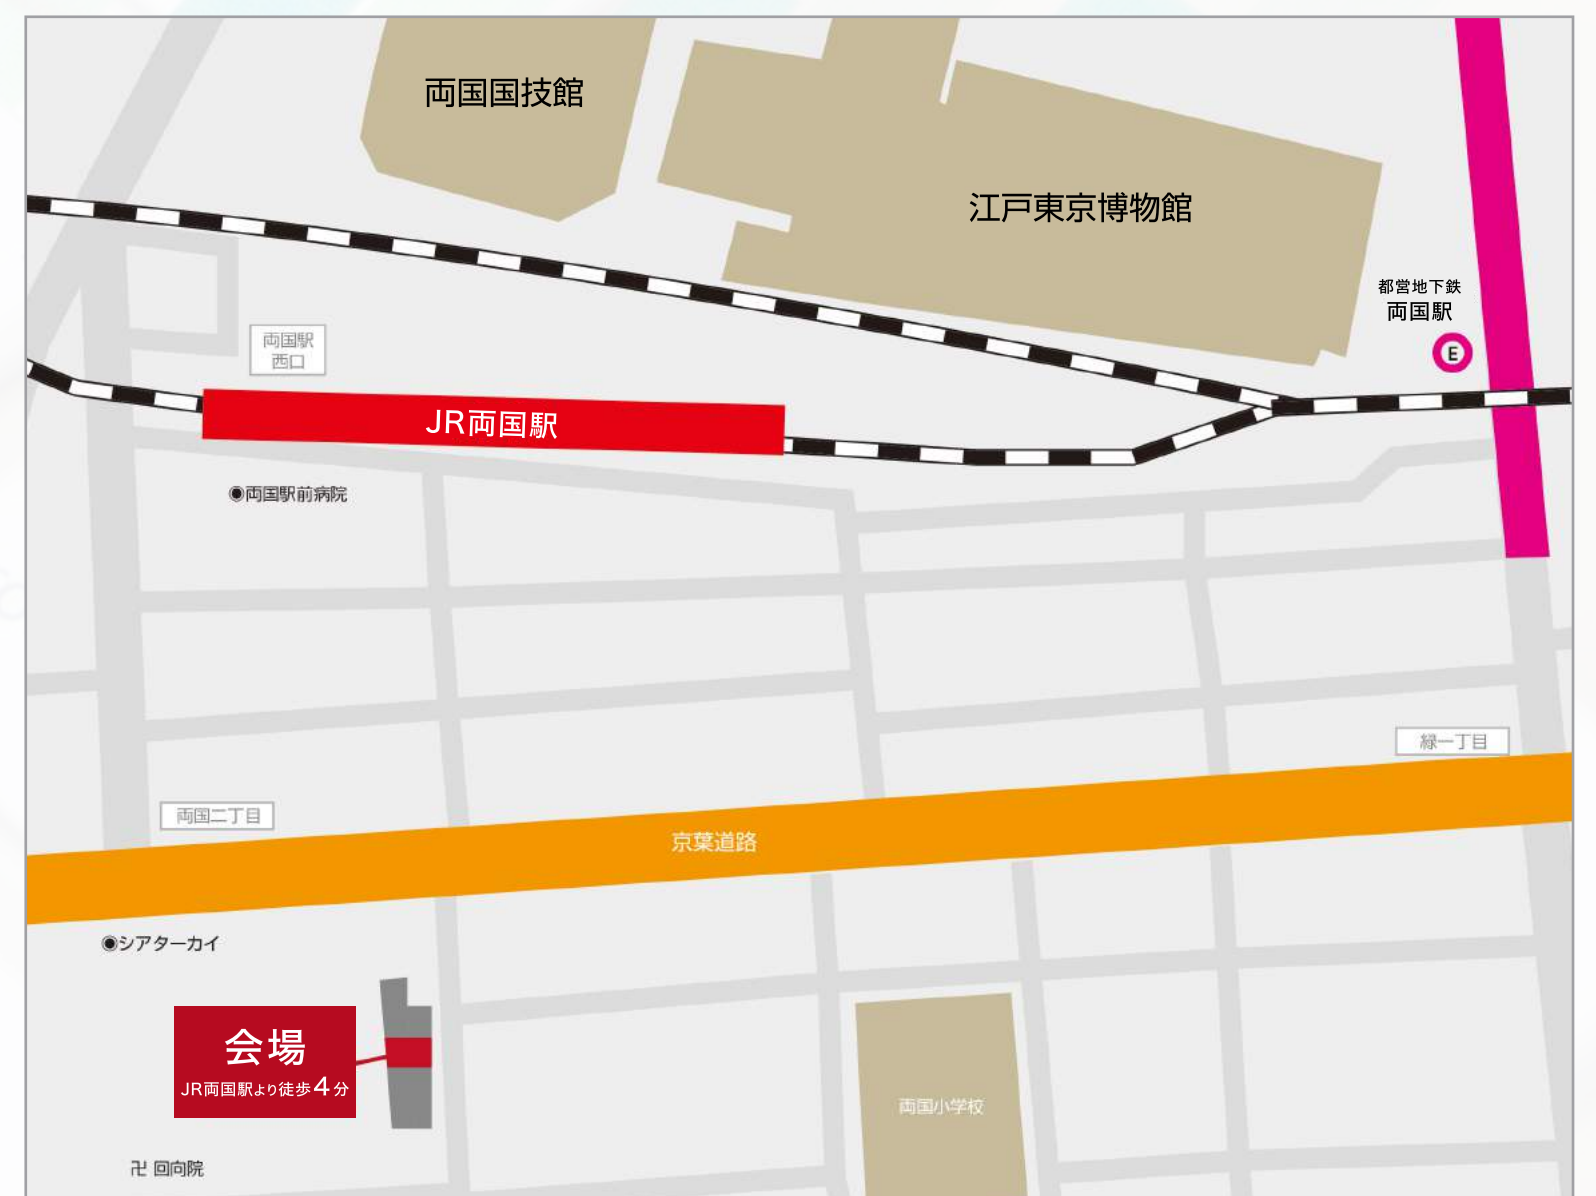 両国国技館
江戸東京博物館
都営地下鉄
両国駅
E
両国駅
西口
JR両国駅
◉両国駅前病院
緑一丁目
両国二丁目
京葉道路
◉シアターカイ
会場
JR両国駅より徒歩4分
両国小学校
卍 回向院